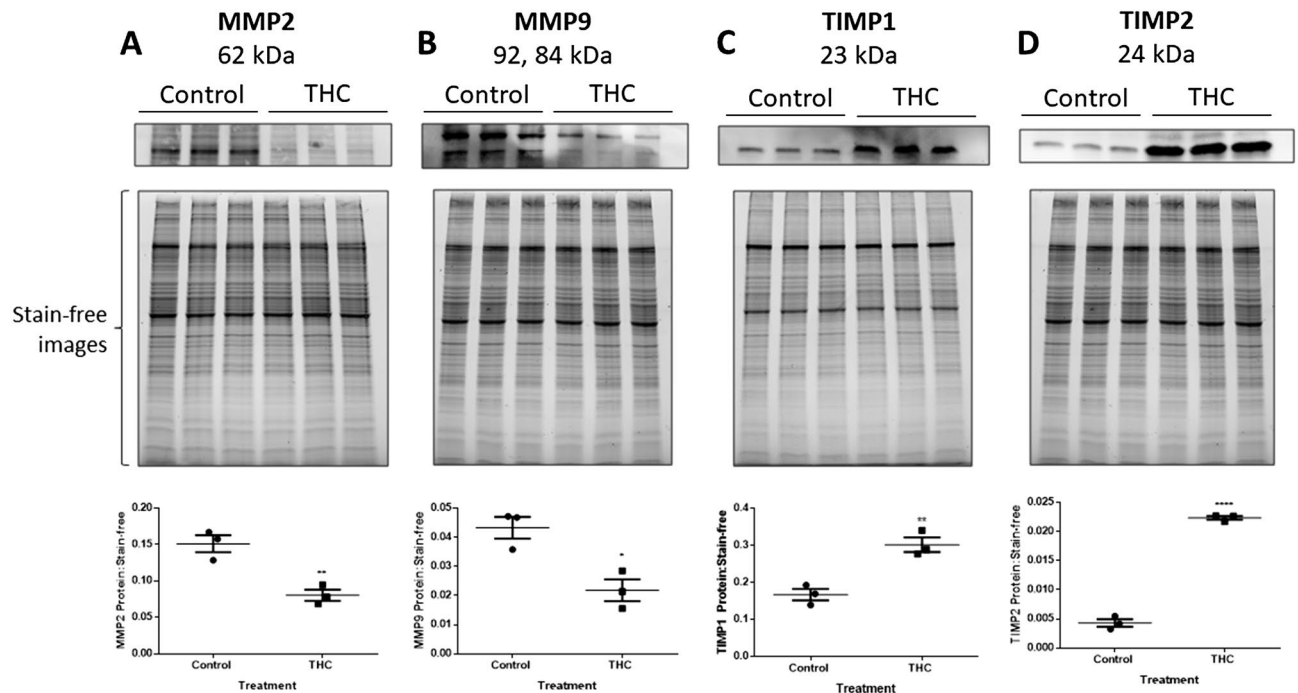 A MMP2
62 kDa
Control THC
B MMP9
92, 84 kDa
Control THC
C TIMP1
23 kDa
Control THC
D TIMP2
24 kDa
Control THC
Stain-free
images
MMP2 Protein:Stain-free
0.20
0.15
0.10
0.05
0.00
**
Control THC
Treatment
MMP9 Protein:Stain-free
0.05
0.04
0.03
0.02
0.01
0.00
*
Control THC
Treatment
TIMP1 Protein:Stain-free
0.4
0.3
0.2
0.1
0.0
**
Control THC
Treatment
TIMP2 Protein:Stain-free
0.025
0.020
0.015
0.010
0.005
0.000
****
Control THC
Treatment